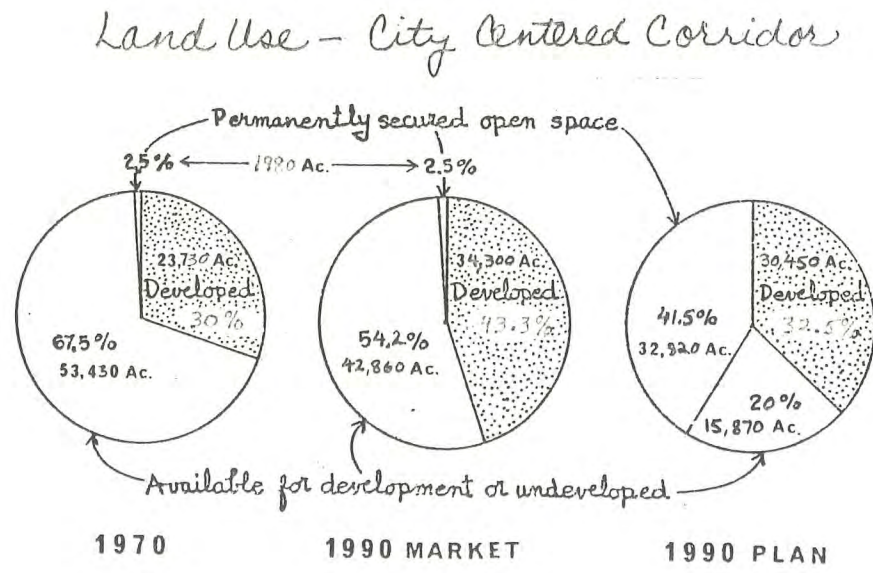 Land Use - City Centered Corridor
Permanently secured open space
2.5% 1980 Ac. 2.5%
23,730 Ac.
Developed
30%
67.5%
53,430 Ac.
34,300 Ac.
Developed
43.3%
54.2%
42,860 Ac.
30,450 Ac.
Developed
32.5%
41.5%
32,820 Ac.
20%
15,870 Ac.
Available for development or undeveloped
1970
1990 MARKET
1990 PLAN